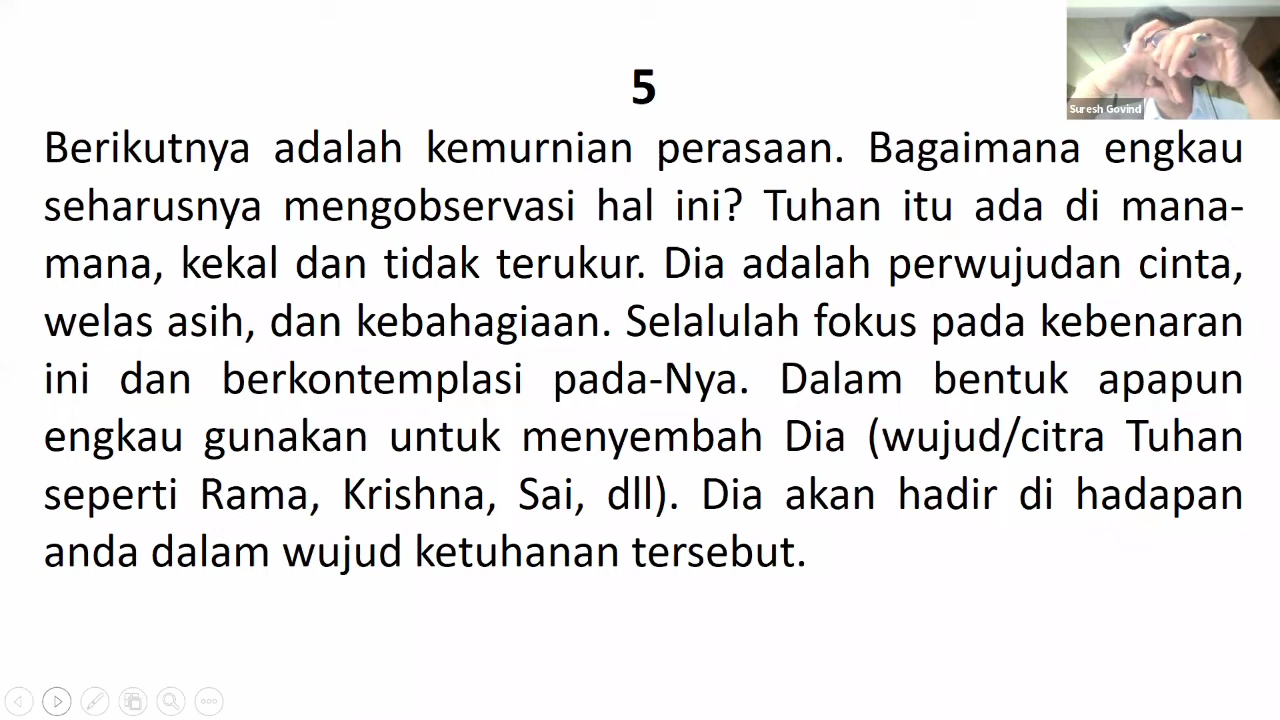 5
Suresh Govind
Berikutnya adalah kemurnian perasaan. Bagaimana engkau
seharusnya mengobservasi hal ini? Tuhan itu ada di mana-
mana, kekal dan tidak terukur. Dia adalah perwujudan cinta,
welas asih, dan kebahagiaan. Selalulah fokus pada kebenaran
ini dan berkontemplasi pada-Nya. Dalam bentuk apapun
engkau gunakan untuk menyembah Dia (wujud/citra Tuhan
seperti Rama, Krishna, Sai, dll). Dia akan hadir di hadapan
anda dalam wujud ketuhanan tersebut.